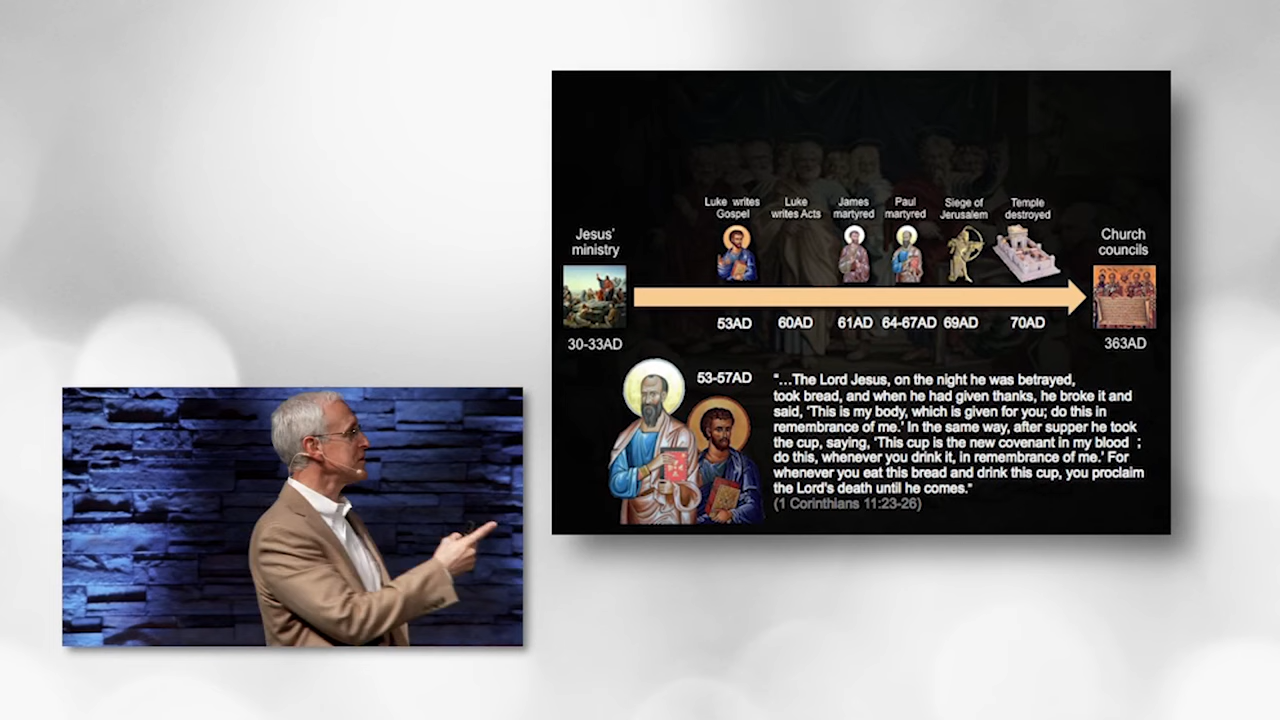 Luke writes
Gospel
Luke
writes Acts
James
martyred
Paul
martyred
Siege of
Jerusalem
Temple
destroyed
Jesus'
ministry
Church
councils
53AD
60AD
61AD
64-67AD
69AD
70AD
30-33AD
363AD
53-57AD
"…The Lord Jesus, on the night he was betrayed,
took bread, and when he had given thanks, he broke it and
said, 'This is my body, which is given for you; do this in
remembrance of me.' In the same way, after supper he took
the cup, saying, 'This cup is the new covenant in my blood ;
do this, whenever you drink it, in remembrance of me.' For
whenever you eat this bread and drink this cup, you proclaim
the Lord's death until he comes."
(1 Corinthians 11:23-26)